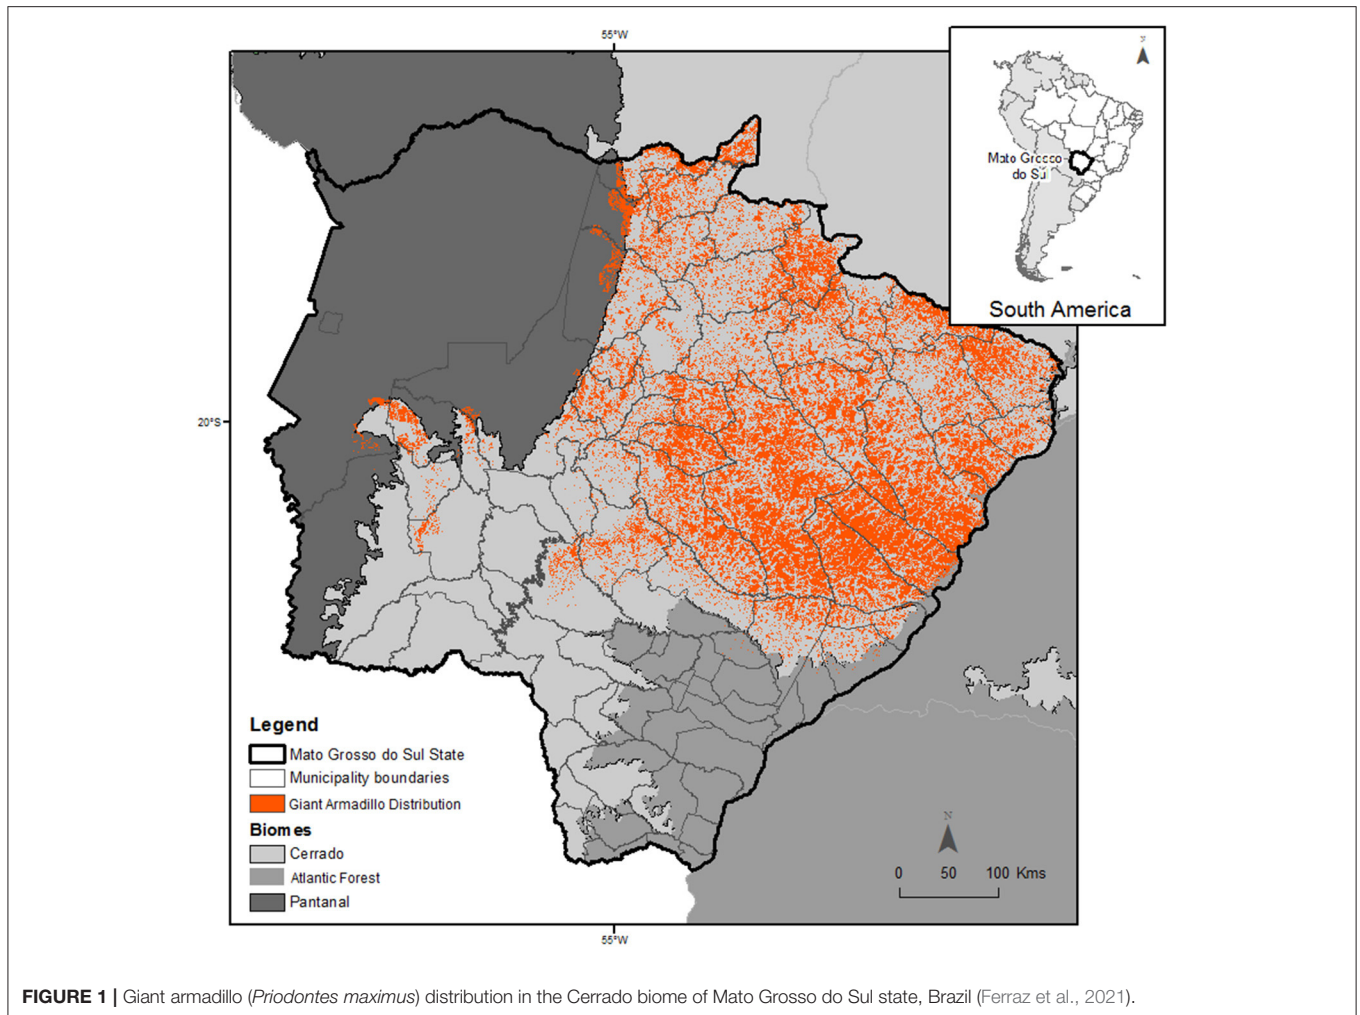 55°W
N
Mato Grosso
do Sul
South America
20°S
Legend
Mato Grosso do Sul State
Municipality boundaries
Giant Armadillo Distribution
Biomes
Cerrado
Atlantic Forest
Pantanal
N
0 50 100 Kms
55°W
FIGURE 1 | Giant armadillo (Priodontes maximus) distribution in the Cerrado biome of Mato Grosso do Sul state, Brazil (Ferraz et al., 2021).